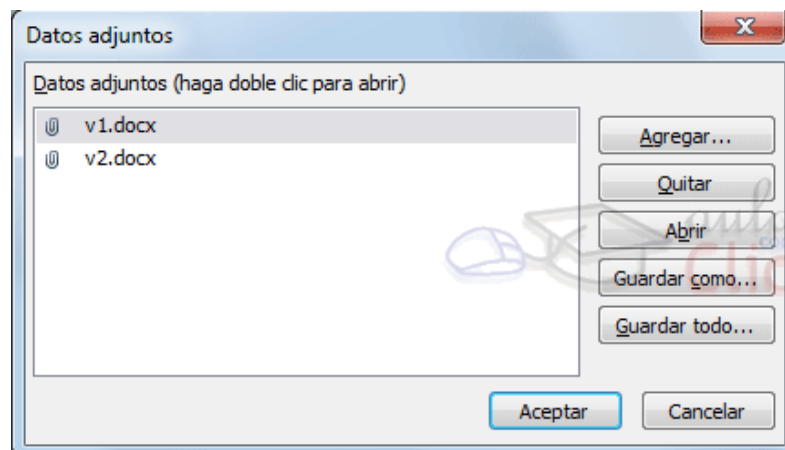 Datos adjuntos
Datos adjuntos (haga doble clic para abrir)
v1.docx
v2.docx
Agregar...
Quitar
Abrir
Guardar como...
Guardar todo...
Aceptar
Cancelar